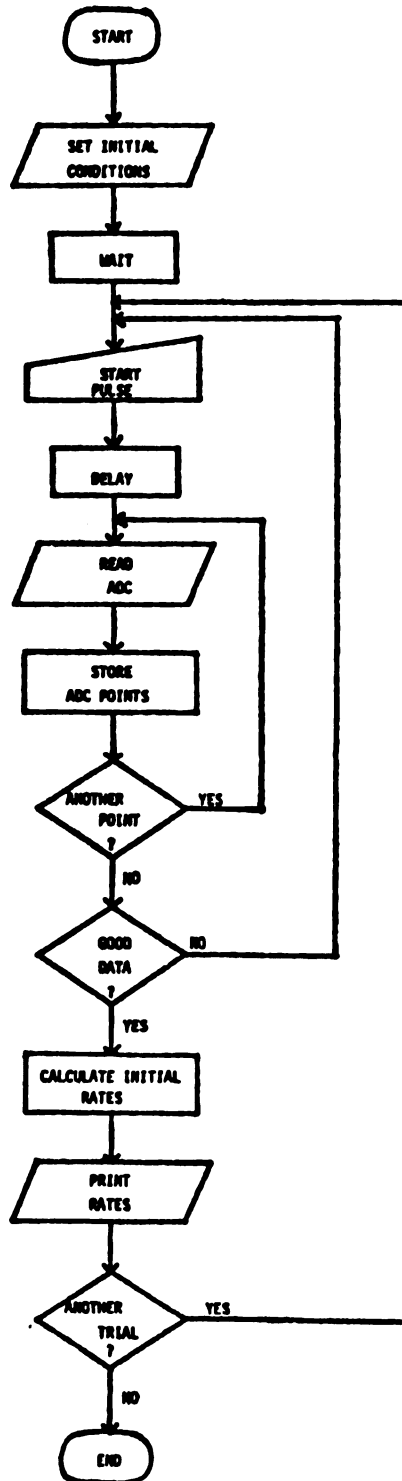 START
SET INITIAL
CONDITIONS
WAIT
START
PULSE
DELAY
READ
ADC
STORE
ADC POINTS
ANOTHER
POINT
?
YES
NO
GOOD
DATA
?
NO
YES
CALCULATE INITIAL
RATES
PRINT
RATES
ANOTHER
TRIAL
?
YES
NO
END